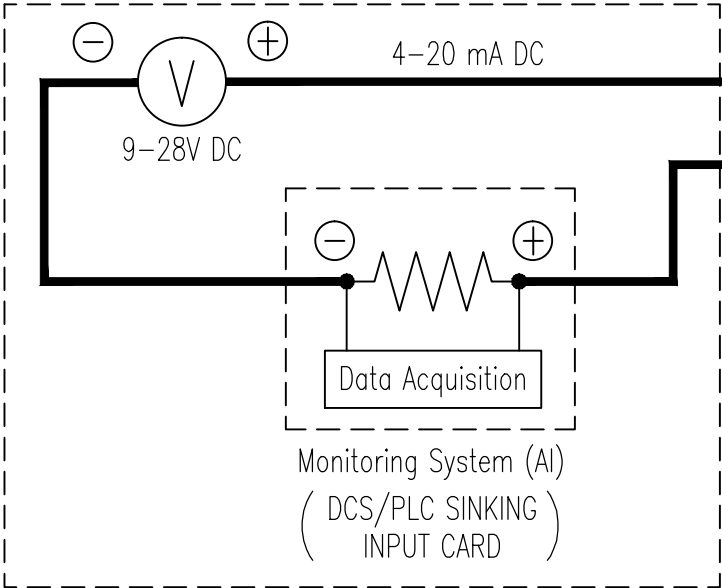 − +
4−20 mA DC
V
9−28V DC
− +
Data Acquisition
Monitoring System (AI)
( DCS/PLC SINKING
INPUT CARD )